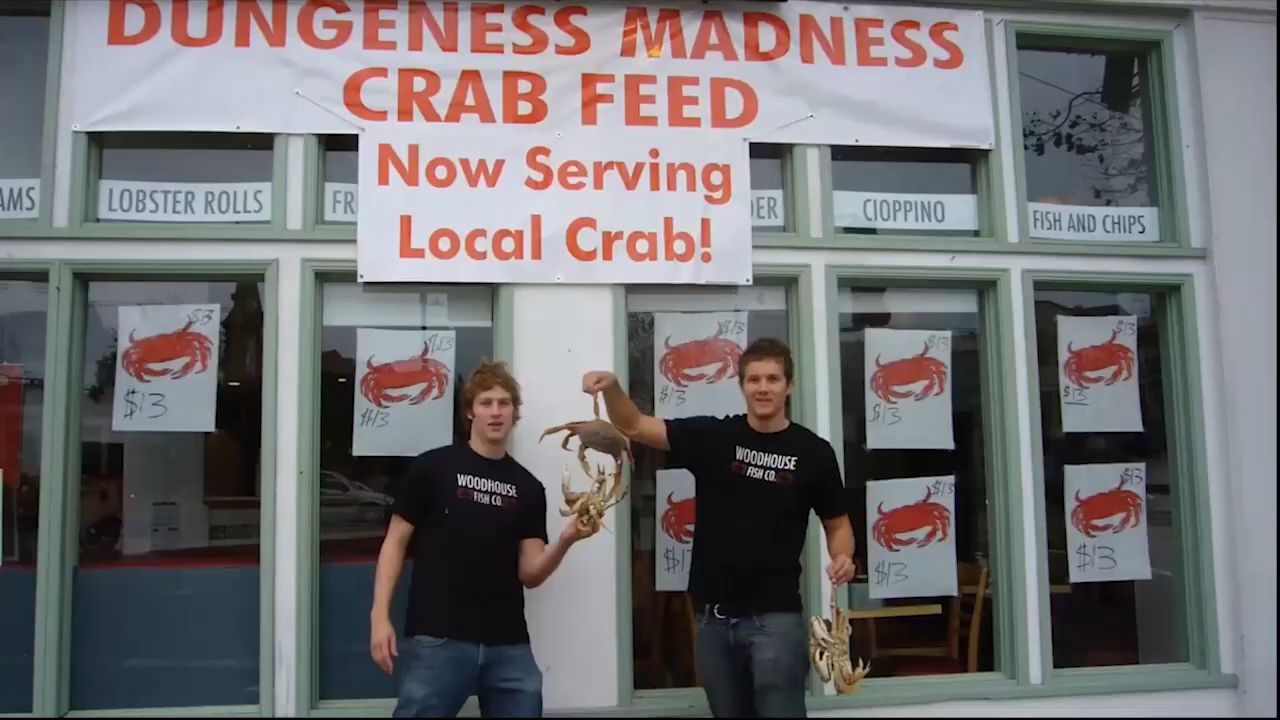 DUNGENESS MADNESS
CRAB FEED
Now Serving
Local Crab!
AMS
LOBSTER ROLLS
FR
DER
CIOPPINO
FISH AND CHIPS
$13
$13
$13
$13
$13
$13
$13
$13
$13
$13
$13
$13
WOODHOUSE
FISH CO.
WOODHOUSE
FISH CO.
$13
$13
$13
$13
$13